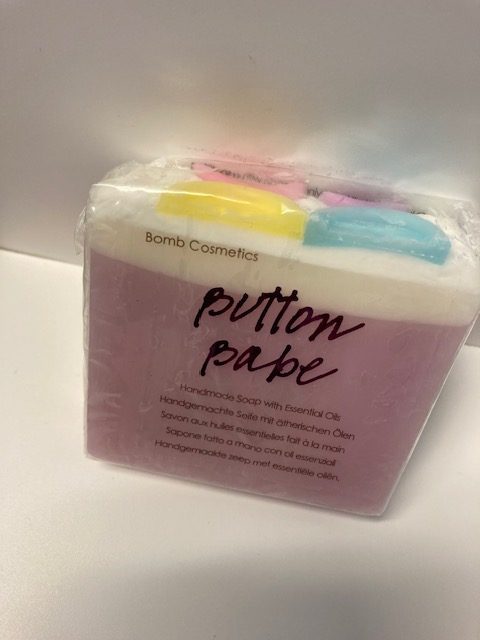 Bomb Cosmetics
Button
Babe
Handmade Soap with Essential Oils
Handgemachte Seife mit ätherischen Ölen
Savon aux huiles essentielles fait à la main
Sapone fatto a mano con oli essenziali
Handgemaakte zeep met essentiële oliën.